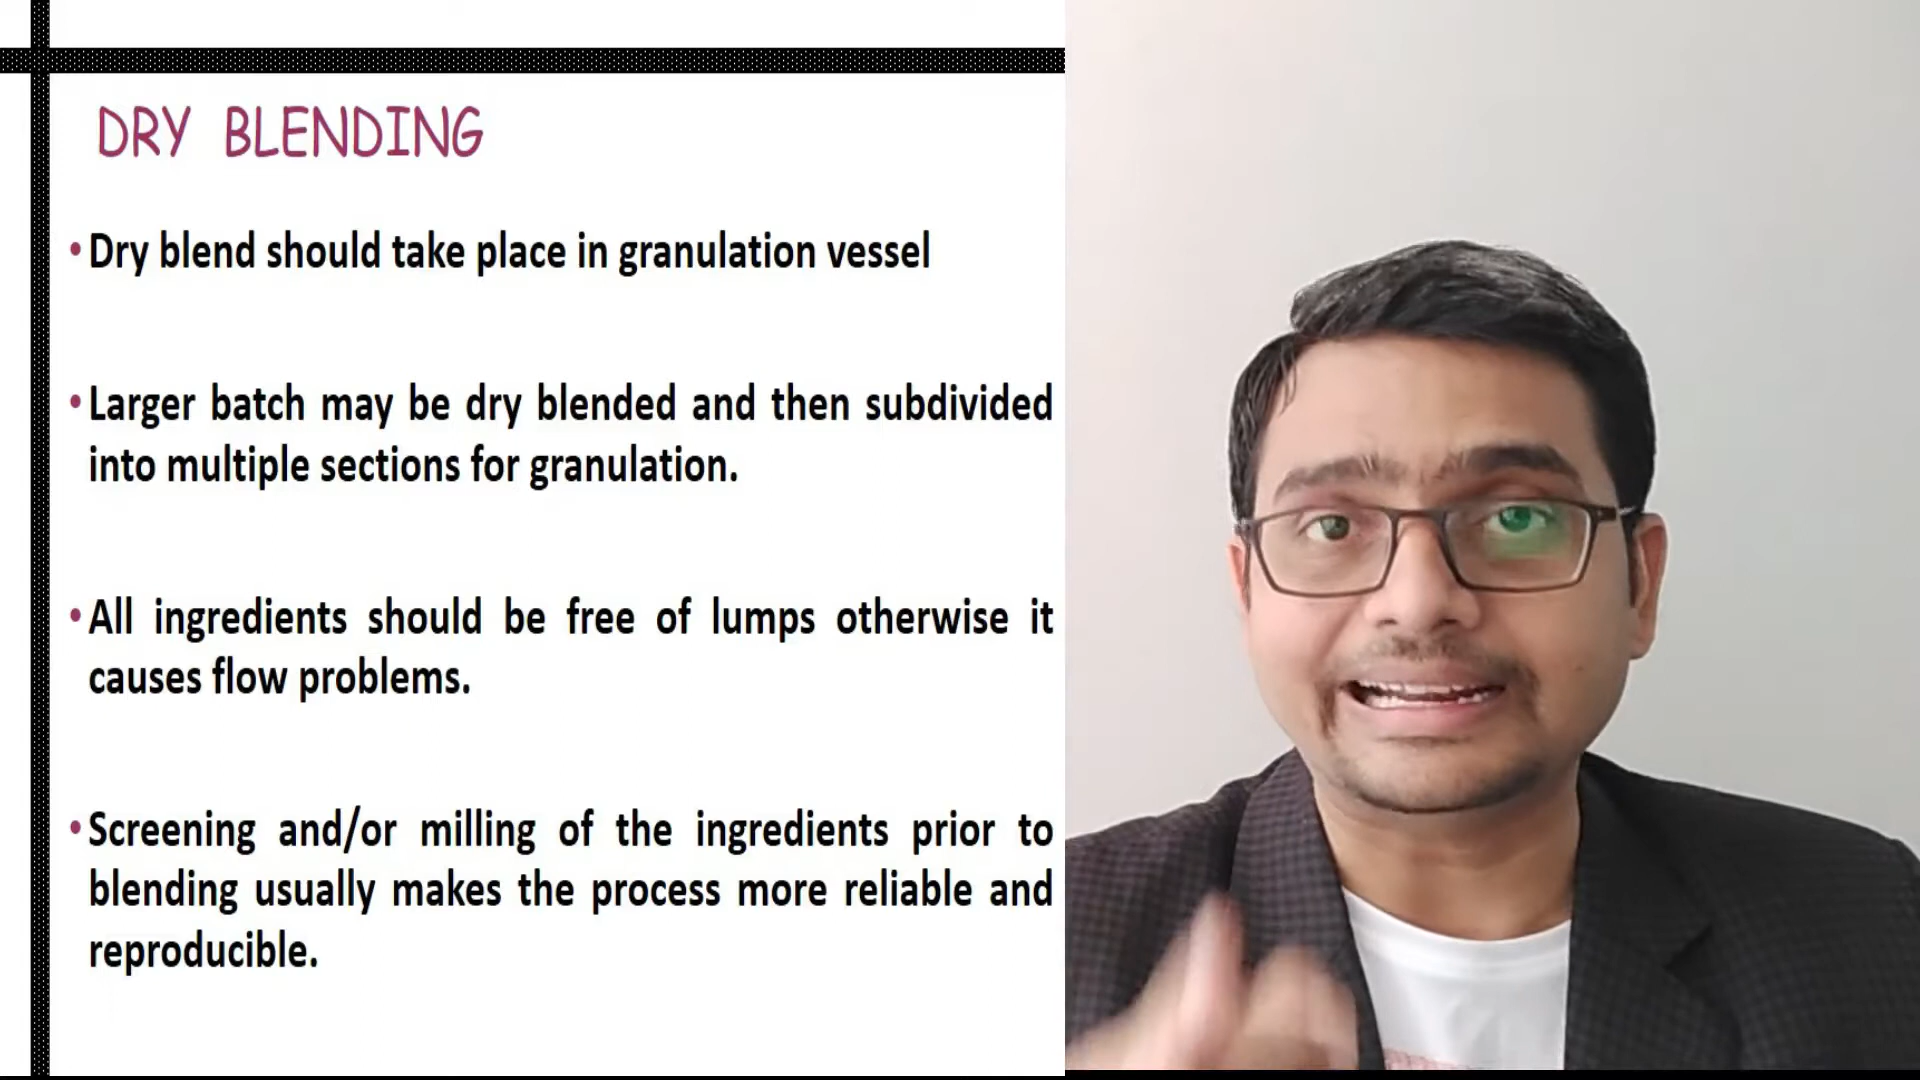 DRY BLENDING
•Dry blend should take place in granulation vessel
•Larger batch may be dry blended and then subdivided
into multiple sections for granulation.
•All ingredients should be free of lumps otherwise it
causes flow problems.
•Screening and/or milling of the ingredients prior to
blending usually makes the process more reliable and
reproducible.